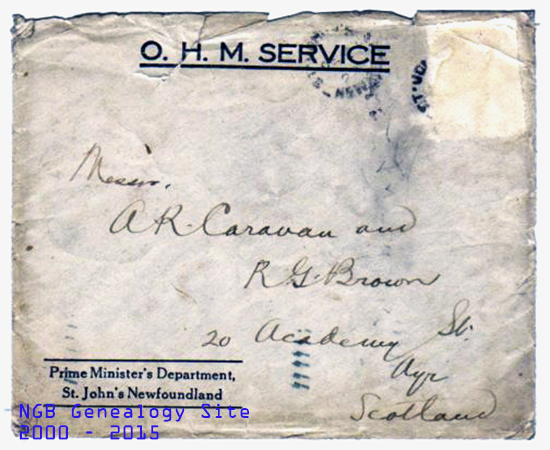 O. H. M. SERVICE
Messrs.
A R. Caravan and
R G. Brown
20 Academy St.
Ayr
Scotland
Prime Minister's Department,
St. John's Newfoundland
NGB Genealogy Site
2000 - 2015